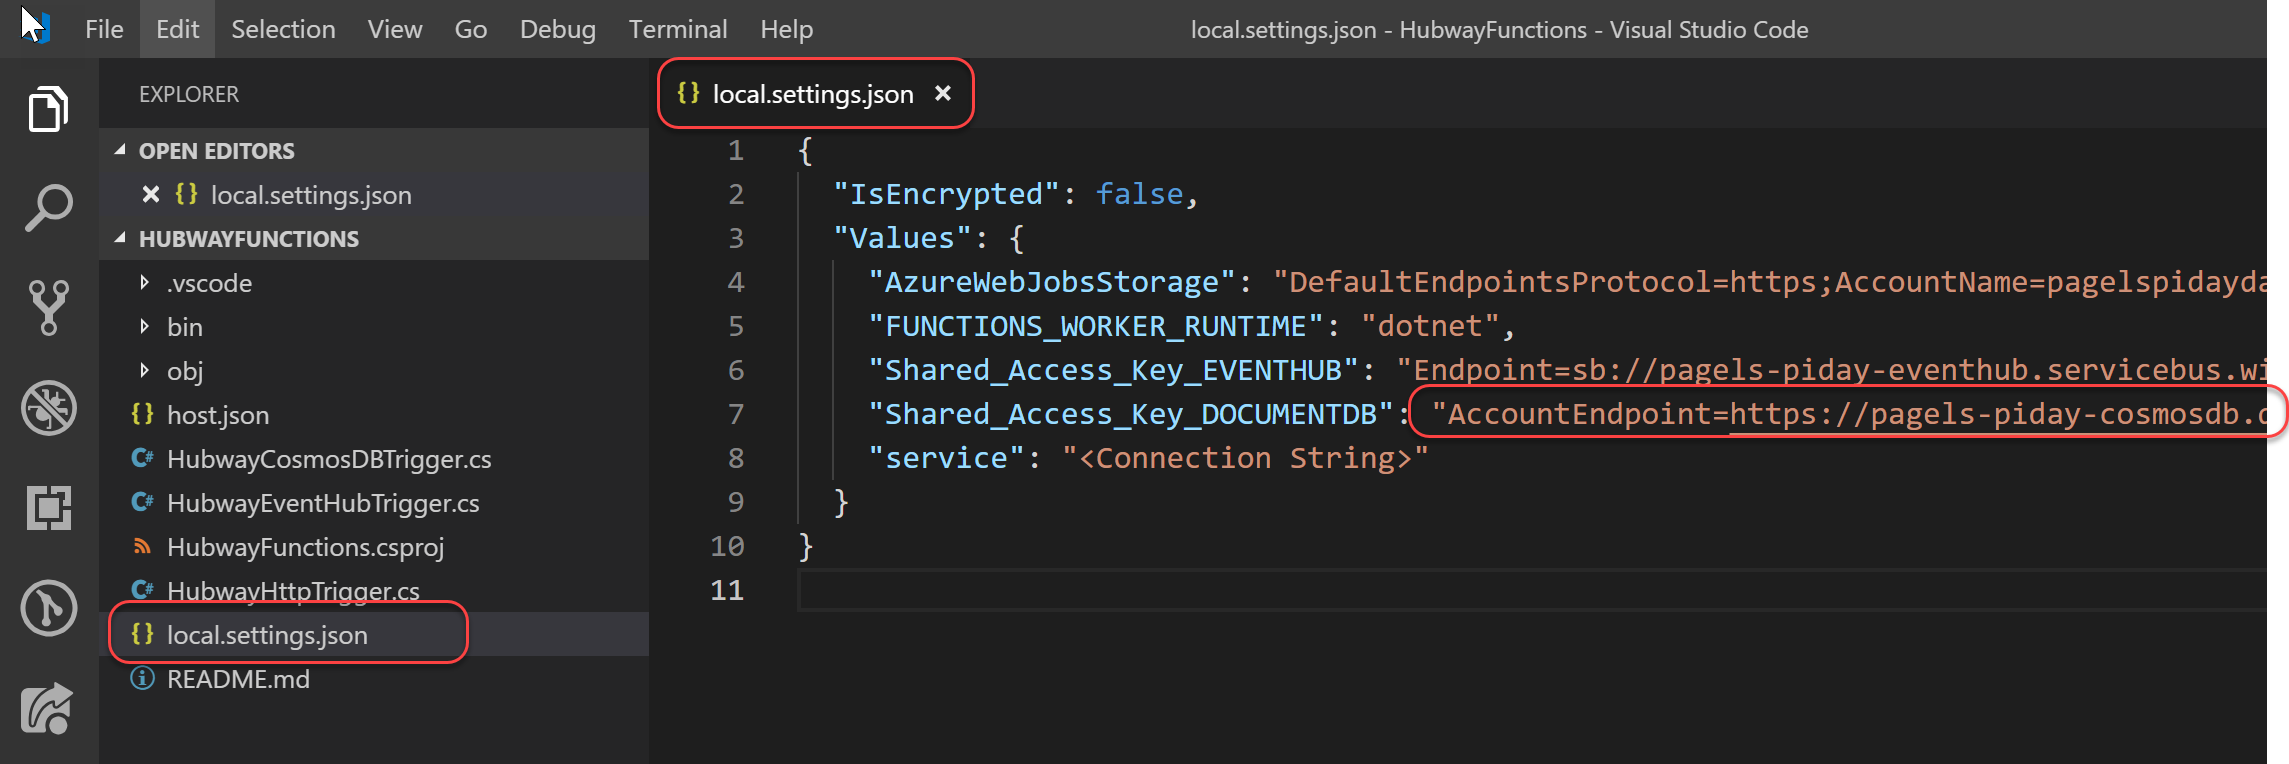 File Edit Selection View Go Debug Terminal Help local.settings.json - HubwayFunctions - Visual Studio Code
EXPLORER
OPEN EDITORS
local.settings.json
HUBWAYFUNCTIONS
.vscode
bin
obj
host.json
HubwayCosmosDBTrigger.cs
HubwayEventHubTrigger.cs
HubwayFunctions.csproj
HubwayHttpTrigger.cs
local.settings.json
README.md
local.settings.json
1 {
2 "IsEncrypted": false,
3 "Values": {
4 "AzureWebJobsStorage": "DefaultEndpointsProtocol=https;AccountName=pagelspidayda
5 "FUNCTIONS_WORKER_RUNTIME": "dotnet",
6 "Shared_Access_Key_EVENTHUB": "Endpoint=sb://pagels-piday-eventhub.servicebus.wi
7 "Shared_Access_Key_DOCUMENTDB": "AccountEndpoint=https://pagels-piday-cosmosdb.d
8 "service": "<Connection String>"
9 }
10 }
11